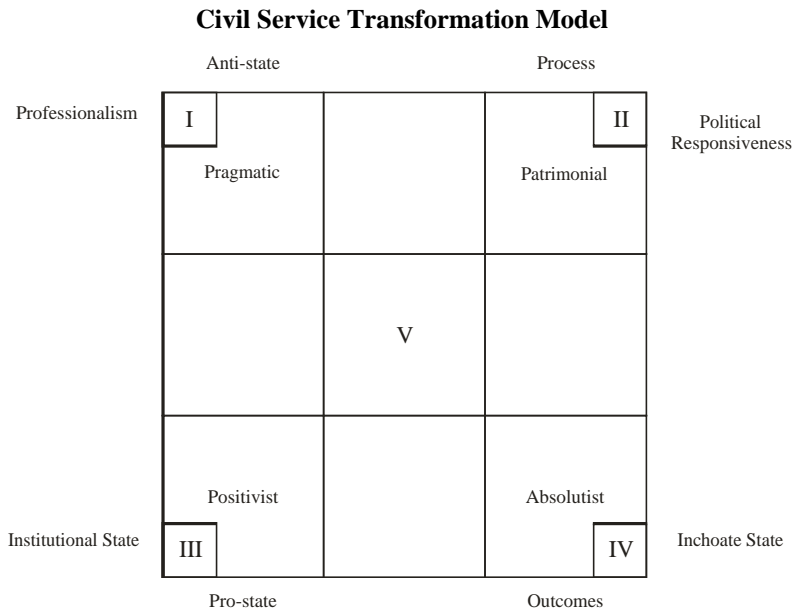 Civil Service Transformation Model
Anti-state
Process
Professionalism
I
II
Political
Responsiveness
Pragmatic
Patrimonial
V
Positivist
Absolutist
Institutional State
III
IV
Inchoate State
Pro-state
Outcomes